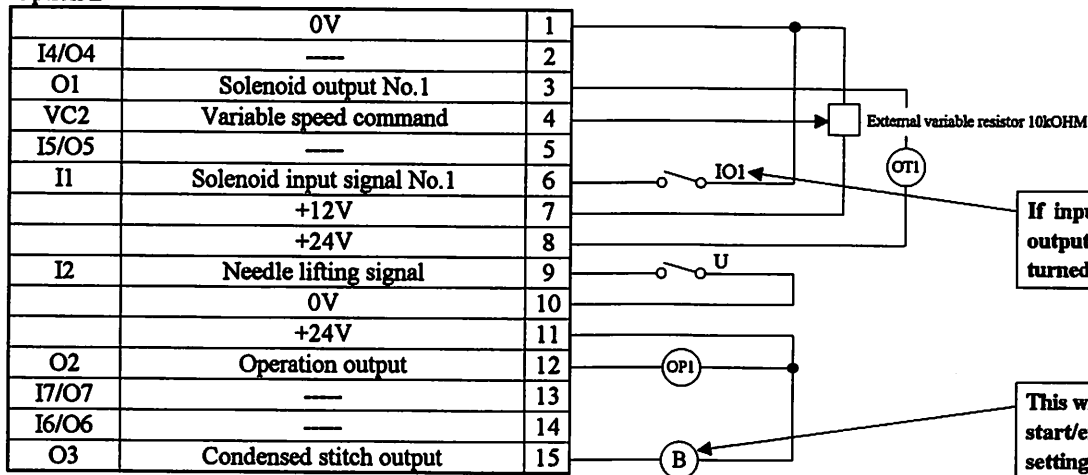 0V 1
I4/O4 ----- 2
O1 Solenoid output No.1 3
VC2 Variable speed command 4
External variable resistor 10kOHM
I5/O5 ----- 5
OT1
I1 Solenoid input signal No.1 6
IO1
+12V 7
If
output
turned
+24V 8
I2 Needle lifting signal 9
U
0V 10
+24V 11
O2 Operation output 12
OP1
I7/O7 ----- 13
I6/O6 ----- 14
This
O3 Condensed stitch output 15
B
setting